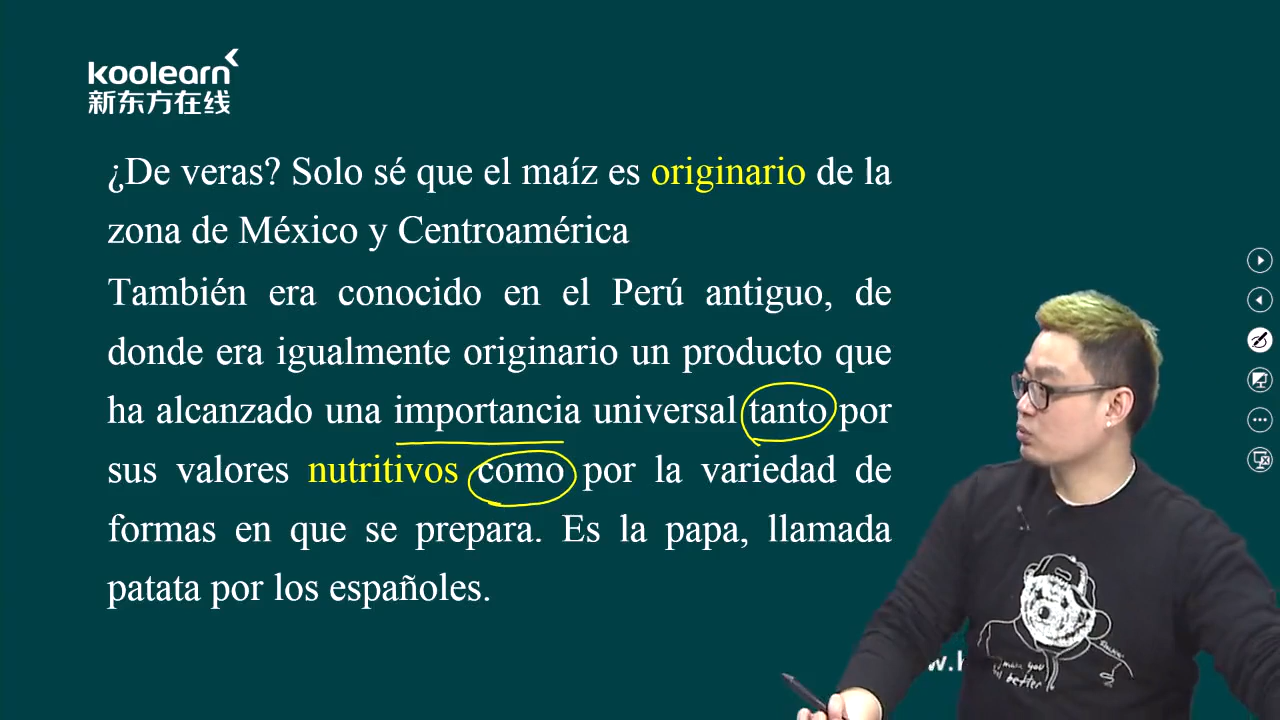 koolearn
新东方在线
¿De veras? Solo sé que el maíz es originario de la
zona de México y Centroamérica
También era conocido en el Perú antiguo, de
donde era igualmente originario un producto que
ha alcanzado una importancia universal tanto por
sus valores nutritivos como por la variedad de
formas en que se prepara. Es la papa, llamada
patata por los españoles.
make you
better